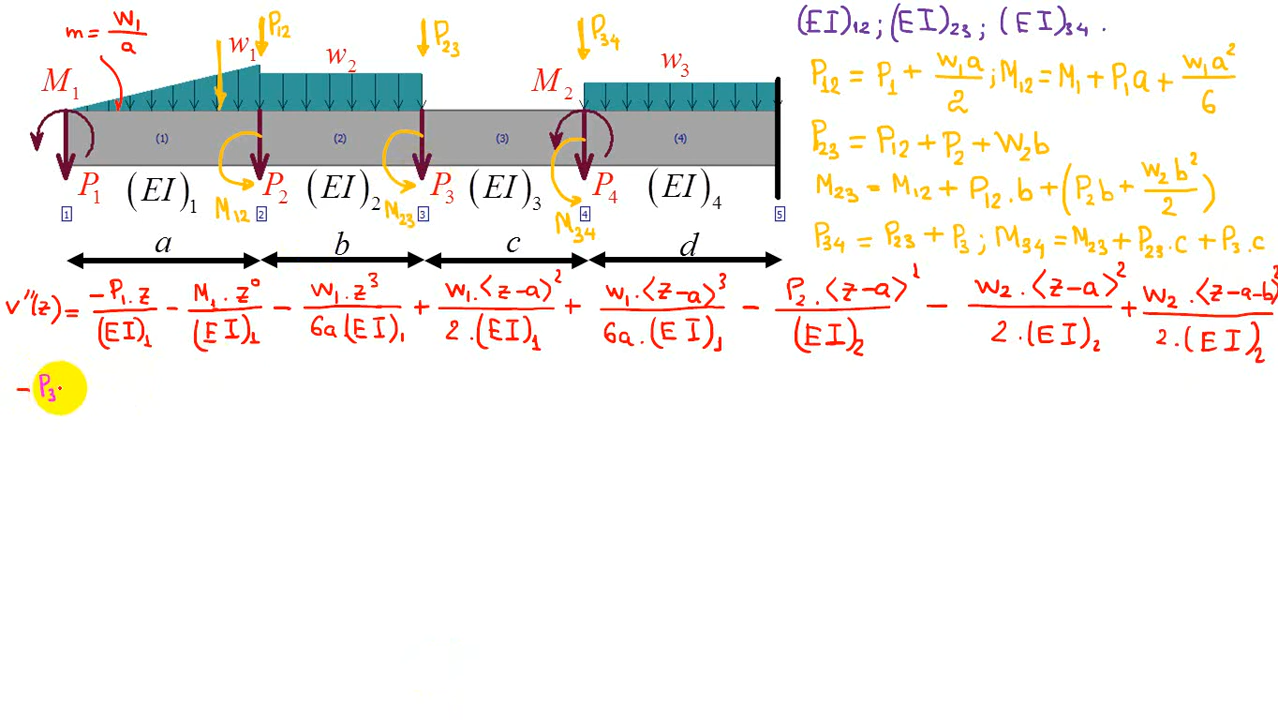 m = w₁/a
P₁₂
P₂₃
P₃₄
(EI)₁₂ ; (EI)₂₃ ; (EI)₃₄ .
M₁
w₁
w₂
M₂
w₃
P₁₂ = P₁ + w₁a/2 ; M₁₂ = M₁ + P₁a + w₁a²/6
(1) (2) (3) (4)
P₂₃ = P₁₂ + P₂ + w₂b
P₁ (EI)₁ P₂ (EI)₂ P₃ (EI)₃ P₄ (EI)₄
M₂₃ = M₁₂ + P₁₂.b + (P₂b + w₂b²/2)
M₁₂ M₂₃ M₃₄
1 2 3 4 5
P₃₄ = P₂₃ + P₃ ; M₃₄ = M₂₃ + P₂₃.c + P₃.c
a b c d
v''(z) = -P₁.z/(EI)₁ - M₁.z⁰/(EI)₁ - w₁.z³/6a(EI)₁ + w₁.<z-a>²/2.(EI)₁ + w₁.<z-a>³/6a.(EI)₁ - P₂.<z-a>¹/(EI)₂ - w₂.<z-a>²/2.(EI)₂ + w₂.<z-a-b>²/2.(EI)₂
- P₃.